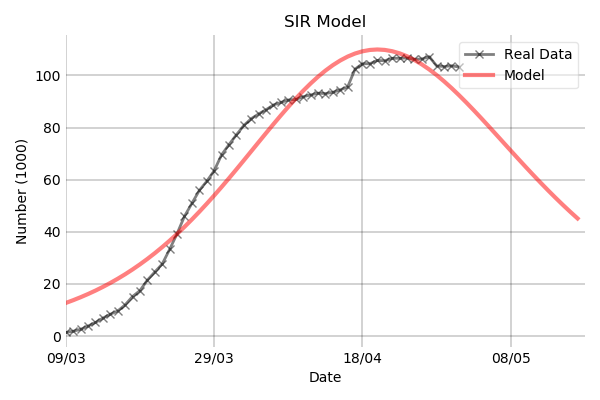 SIR Model
Real Data
Model
Number (1000)
100
80
60
40
20
0
09/03
29/03
18/04
08/05
Date